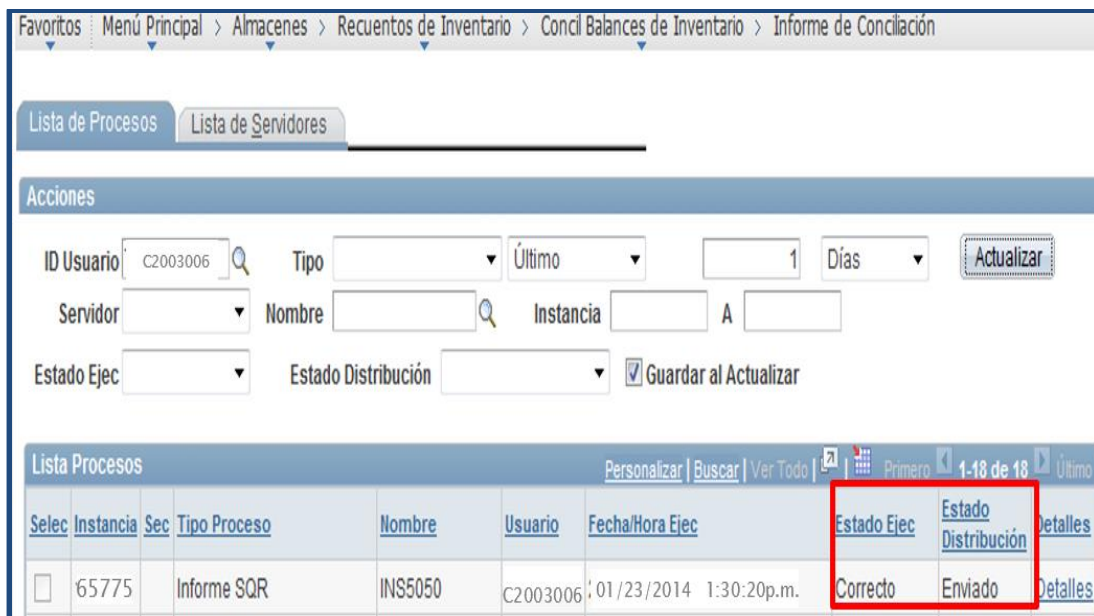 Favoritos Menú Principal > Almacenes > Recuentos de Inventario > Concil Balances de Inventario > Informe de Conciliación
Lista de Procesos Lista de Servidores
Acciones
ID Usuario C2003006 Tipo Último 1 Días Actualizar
Servidor Nombre Instancia A
Estado Ejec Estado Distribución Guardar al Actualizar
Lista Procesos Personalizar | Buscar | Ver Todo | Primero 1-18 de 18 Último
Selec Instancia Sec Tipo Proceso Nombre Usuario Fecha/Hora Ejec Estado Ejec Estado Distribución Detalles
65775 Informe SQR INS5050 C2003006 01/23/2014 1:30:20p.m. Correcto Enviado Detalles